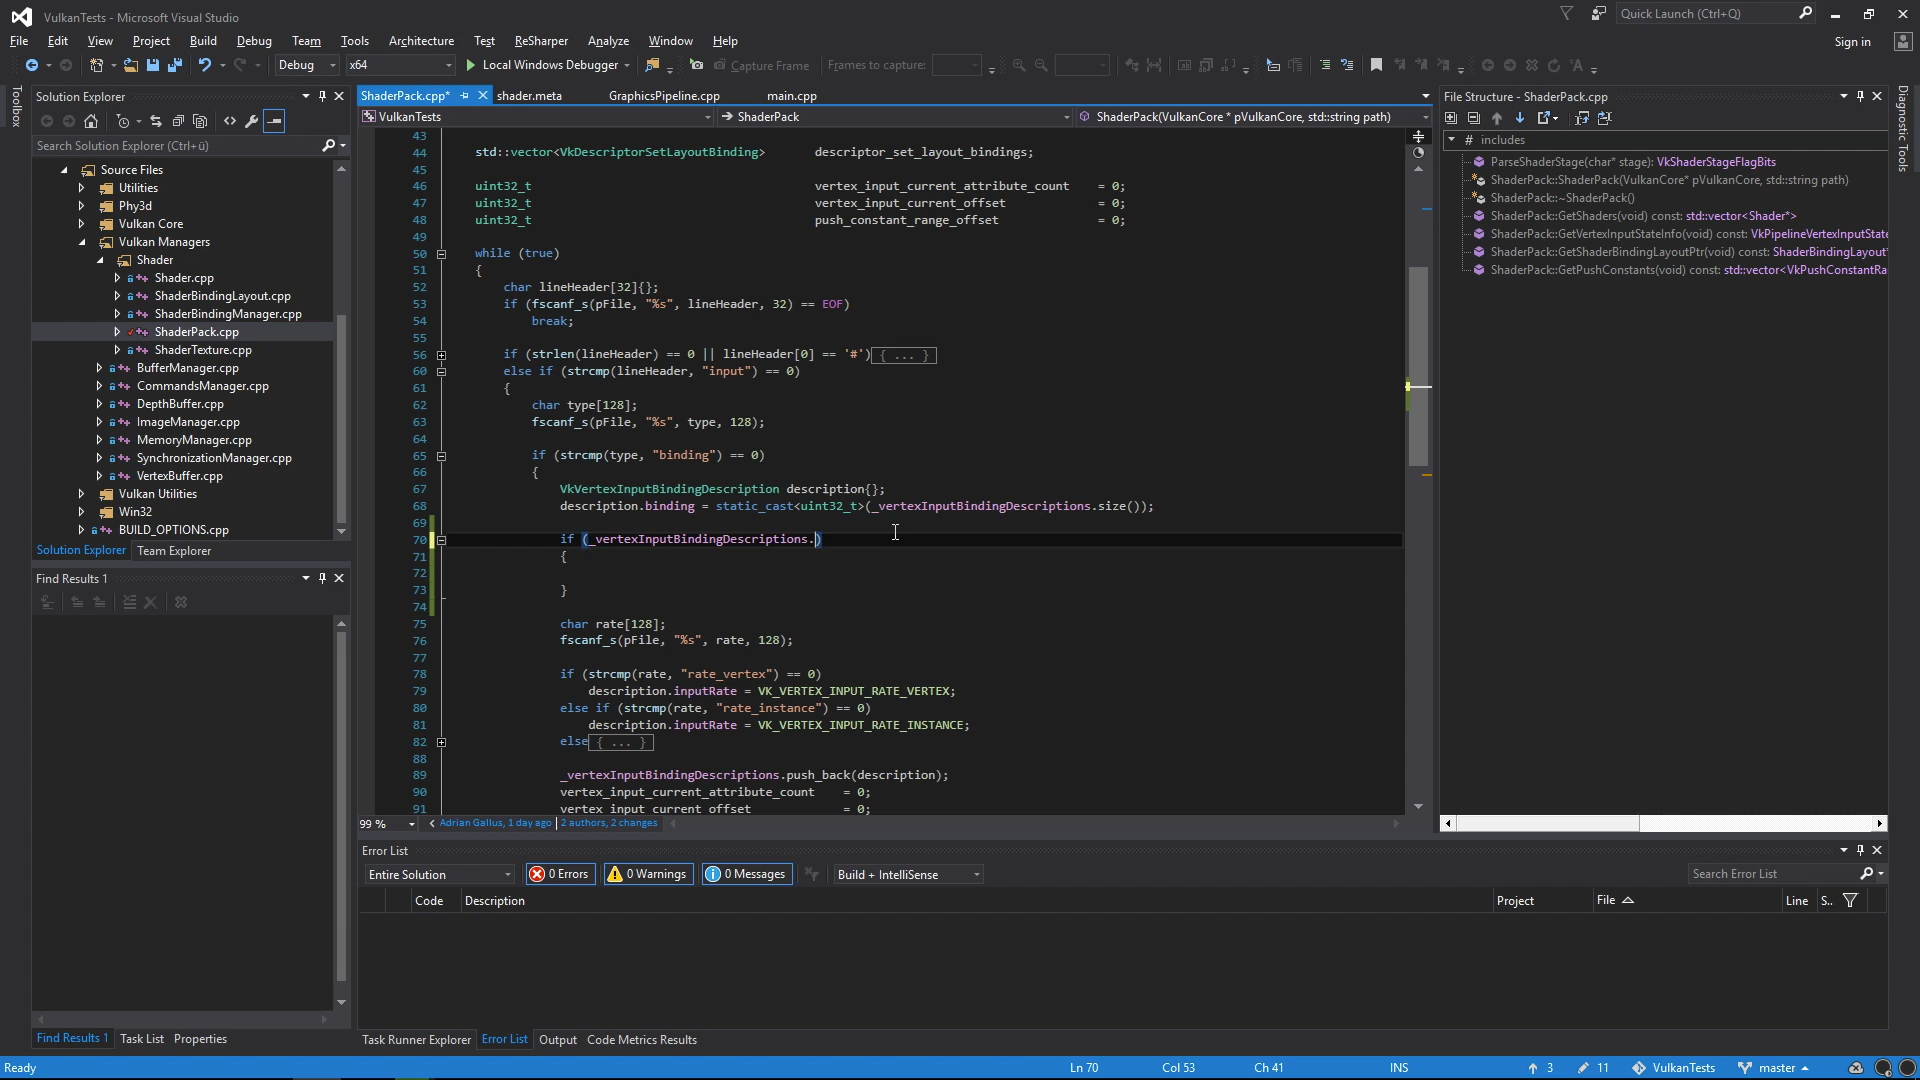 VulkanTests - Microsoft Visual Studio
Quick Launch (Ctrl+Q)
File Edit View Project Build Debug Team Tools Architecture Test ReSharper Analyze Window Help
Sign in
Debug x64 Local Windows Debugger Capture Frame Frames to capture:
Toolbox
Solution Explorer
Search Solution Explorer (Ctrl+ü)
Source Files
Utilities
Phy3d
Vulkan Core
Vulkan Managers
Shader
Shader.cpp
ShaderBindingLayout.cpp
ShaderBindingManager.cpp
ShaderPack.cpp
ShaderTexture.cpp
BufferManager.cpp
CommandsManager.cpp
DepthBuffer.cpp
ImageManager.cpp
MemoryManager.cpp
SynchronizationManager.cpp
VertexBuffer.cpp
Vulkan Utilities
Win32
BUILD_OPTIONS.cpp
Solution Explorer Team Explorer
Find Results 1
Find Results 1 Task List Properties
ShaderPack.cpp* shader.meta GraphicsPipeline.cpp main.cpp
VulkanTests ShaderPack ShaderPack(VulkanCore * pVulkanCore, std::string path)
43
44 std::vector<VkDescriptorSetLayoutBinding> descriptor_set_layout_bindings;
45
46 uint32_t vertex_input_current_attribute_count = 0;
47 uint32_t vertex_input_current_offset = 0;
48 uint32_t push_constant_range_offset = 0;
49
50 while (true)
51 {
52 char lineHeader[32]{};
53 if (fscanf_s(pFile, "%s", lineHeader, 32) == EOF)
54 break;
55
56 if (strlen(lineHeader) == 0 || lineHeader[0] == '#'){ ... }
60 else if (strcmp(lineHeader, "input") == 0)
61 {
62 char type[128];
63 fscanf_s(pFile, "%s", type, 128);
64
65 if (strcmp(type, "binding") == 0)
66 {
67 VkVertexInputBindingDescription description{};
68 description.binding = static_cast<uint32_t>(_vertexInputBindingDescriptions.size());
69
70 if (_vertexInputBindingDescriptions.)
71 {
72
73 }
74
75 char rate[128];
76 fscanf_s(pFile, "%s", rate, 128);
77
78 if (strcmp(rate, "rate_vertex") == 0)
79 description.inputRate = VK_VERTEX_INPUT_RATE_VERTEX;
80 else if (strcmp(rate, "rate_instance") == 0)
81 description.inputRate = VK_VERTEX_INPUT_RATE_INSTANCE;
82 else{ ... }
88
89 _vertexInputBindingDescriptions.push_back(description);
90 vertex_input_current_attribute_count = 0;
91 vertex_input_current_offset = 0;
99 % Adrian Gallus, 1 day ago | 2 authors, 2 changes
File Structure - ShaderPack.cpp
# includes
ParseShaderStage(char* stage): VkShaderStageFlagBits
ShaderPack::ShaderPack(VulkanCore* pVulkanCore, std::string path)
ShaderPack::~ShaderPack()
ShaderPack::GetShaders(void) const: std::vector<Shader*>
ShaderPack::GetVertexInputStateInfo(void) const: VkPipelineVertexInputState
ShaderPack::GetShaderBindingLayoutPtr(void) const: ShaderBindingLayout*
ShaderPack::GetPushConstants(void) const: std::vector<VkPushConstantRa
Diagnostic Tools
Error List
Entire Solution 0 Errors 0 Warnings 0 Messages Build + IntelliSense Search Error List
Code Description Project File Line S..
Task Runner Explorer Error List Output Code Metrics Results
Ready Ln 70 Col 53 Ch 41 INS 3 11 VulkanTests master